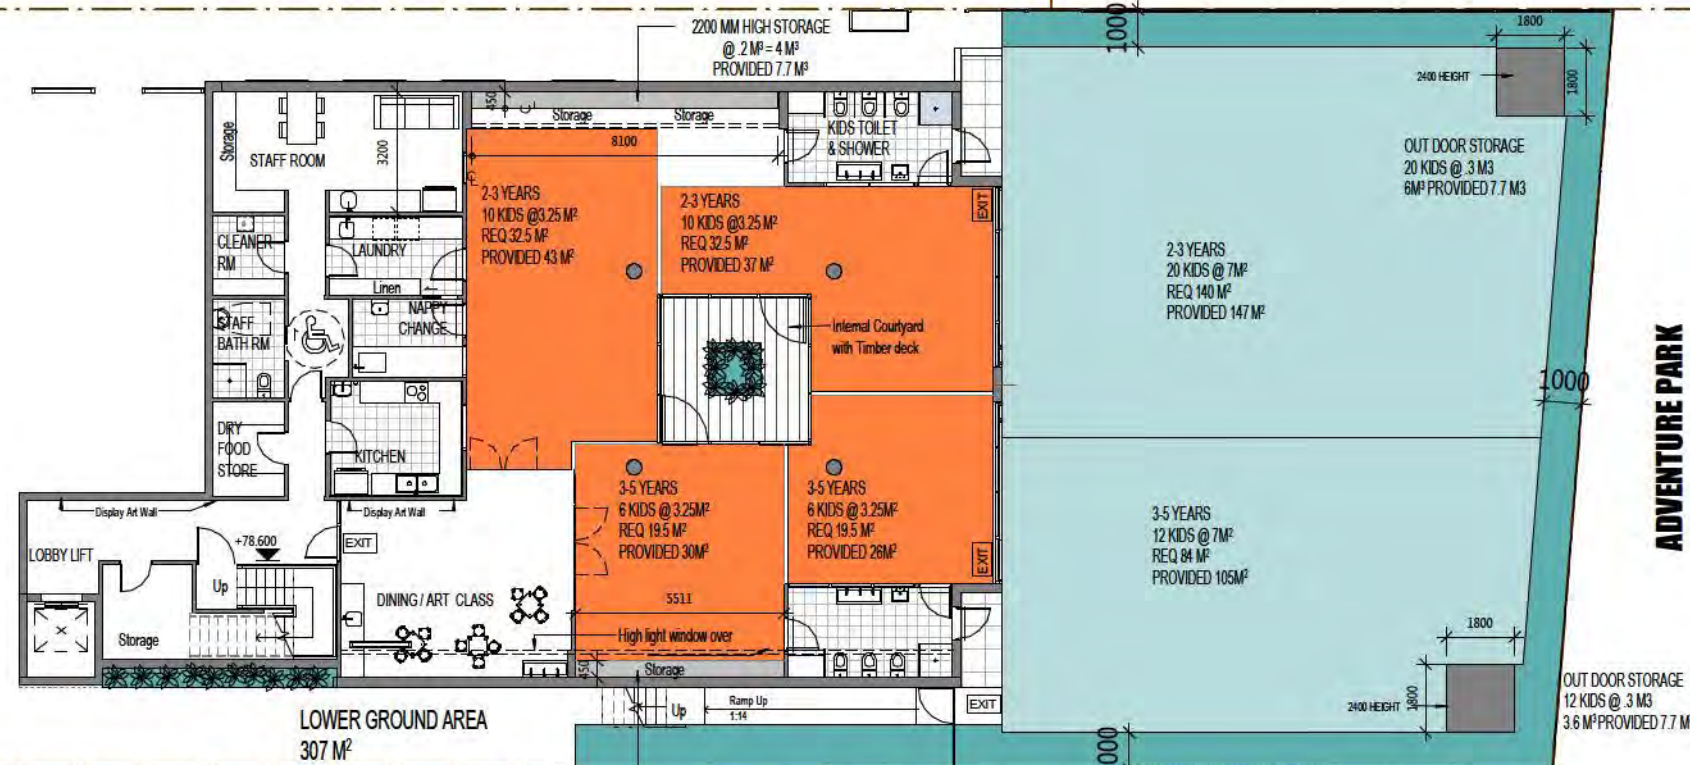 2200 MM HIGH STORAGE
@ .2 M³ = 4 M³
PROVIDED 7.7 M³
1000
1800
2400 HEIGHT
1800
OUT DOOR STORAGE
20 KIDS @ .3 M3
6M³ PROVIDED 7.7 M3
Storage
STAFF ROOM
3200
450
Storage
Storage
8100
KIDS TOILET
& SHOWER
2-3 YEARS
10 KIDS @3.25 M²
REQ 32.5 M²
PROVIDED 43 M²
2-3 YEARS
10 KIDS @3.25 M²
REQ 32.5 M²
PROVIDED 37 M²
EXIT
2-3 YEARS
20 KIDS @ 7M²
REQ 140 M²
PROVIDED 147 M²
CLEANER
RM
LAUNDRY
Linen
NAPPY
CHANGE
STAFF
BATH RM
Internal Courtyard
with Timber deck
1000
ADVENTURE PARK
DRY
FOOD
STORE
KITCHEN
Display Art Wall
Display Art Wall
3-5 YEARS
6 KIDS @ 3.25M²
REQ 19.5 M²
PROVIDED 30M²
3-5 YEARS
6 KIDS @ 3.25M²
REQ 19.5 M²
PROVIDED 26M²
EXIT
3-5 YEARS
12 KIDS @ 7M²
REQ 84 M²
PROVIDED 105M²
LOBBY LIFT
+78.600
EXIT
Up
Storage
DINING / ART CLASS
5511
High light window over
450
Storage
1800
1800
2400 HEIGHT
OUT DOOR STORAGE
12 KIDS @ .3 M3
3.6 M³ PROVIDED 7.7 M
Up
Ramp Up
1:14
EXIT
LOWER GROUND AREA
307 M²
000